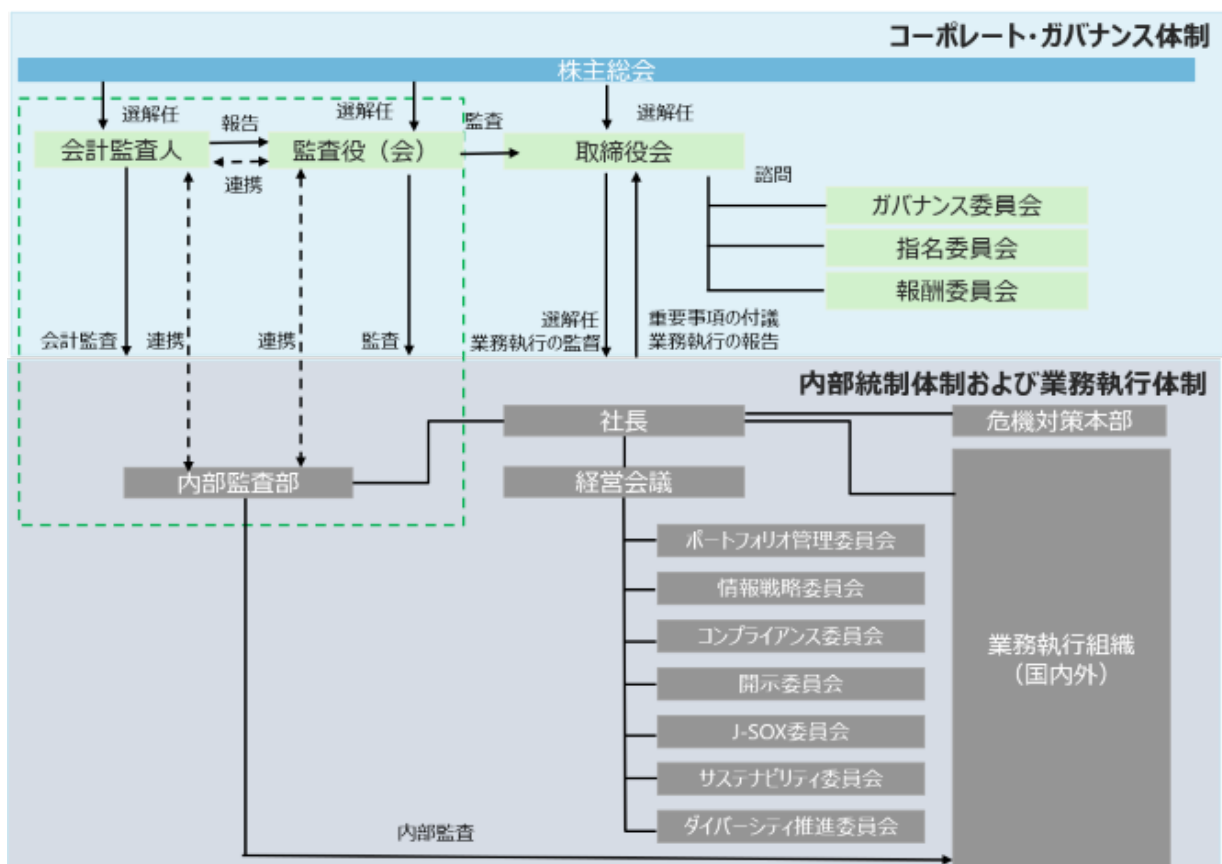 コーポレート・ガバナンス体制
株主総会
選解任
選解任
選解任
報告
監査
会計監査人
監査役（会）
取締役会
連携
諮問
ガバナンス委員会
指名委員会
報酬委員会
会計監査
連携
連携
監査
選解任
業務執行の監督
重要事項の付議
業務執行の報告
内部統制体制および業務執行体制
社長
危機対策本部
内部監査部
経営会議
ポートフォリオ管理委員会
情報戦略委員会
コンプライアンス委員会
開示委員会
J-SOX委員会
サステナビリティ委員会
ダイバーシティ推進委員会
業務執行組織
（国内外）
内部監査